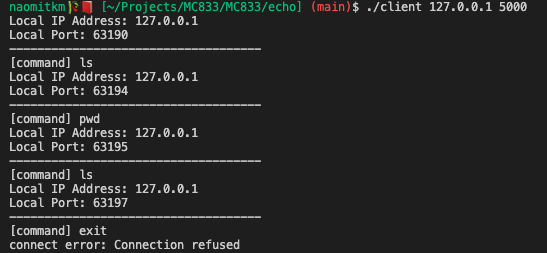 naomitkm [~/Projects/MC833/MC833/echo] (main)$ ./client 127.0.0.1 5000
Local IP Address: 127.0.0.1
Local Port: 63190
————————————————————————————————————
[command] ls
Local IP Address: 127.0.0.1
Local Port: 63194
————————————————————————————————————
[command] pwd
Local IP Address: 127.0.0.1
Local Port: 63195
————————————————————————————————————
[command] ls
Local IP Address: 127.0.0.1
Local Port: 63197
————————————————————————————————————
[command] exit
connect error: Connection refused